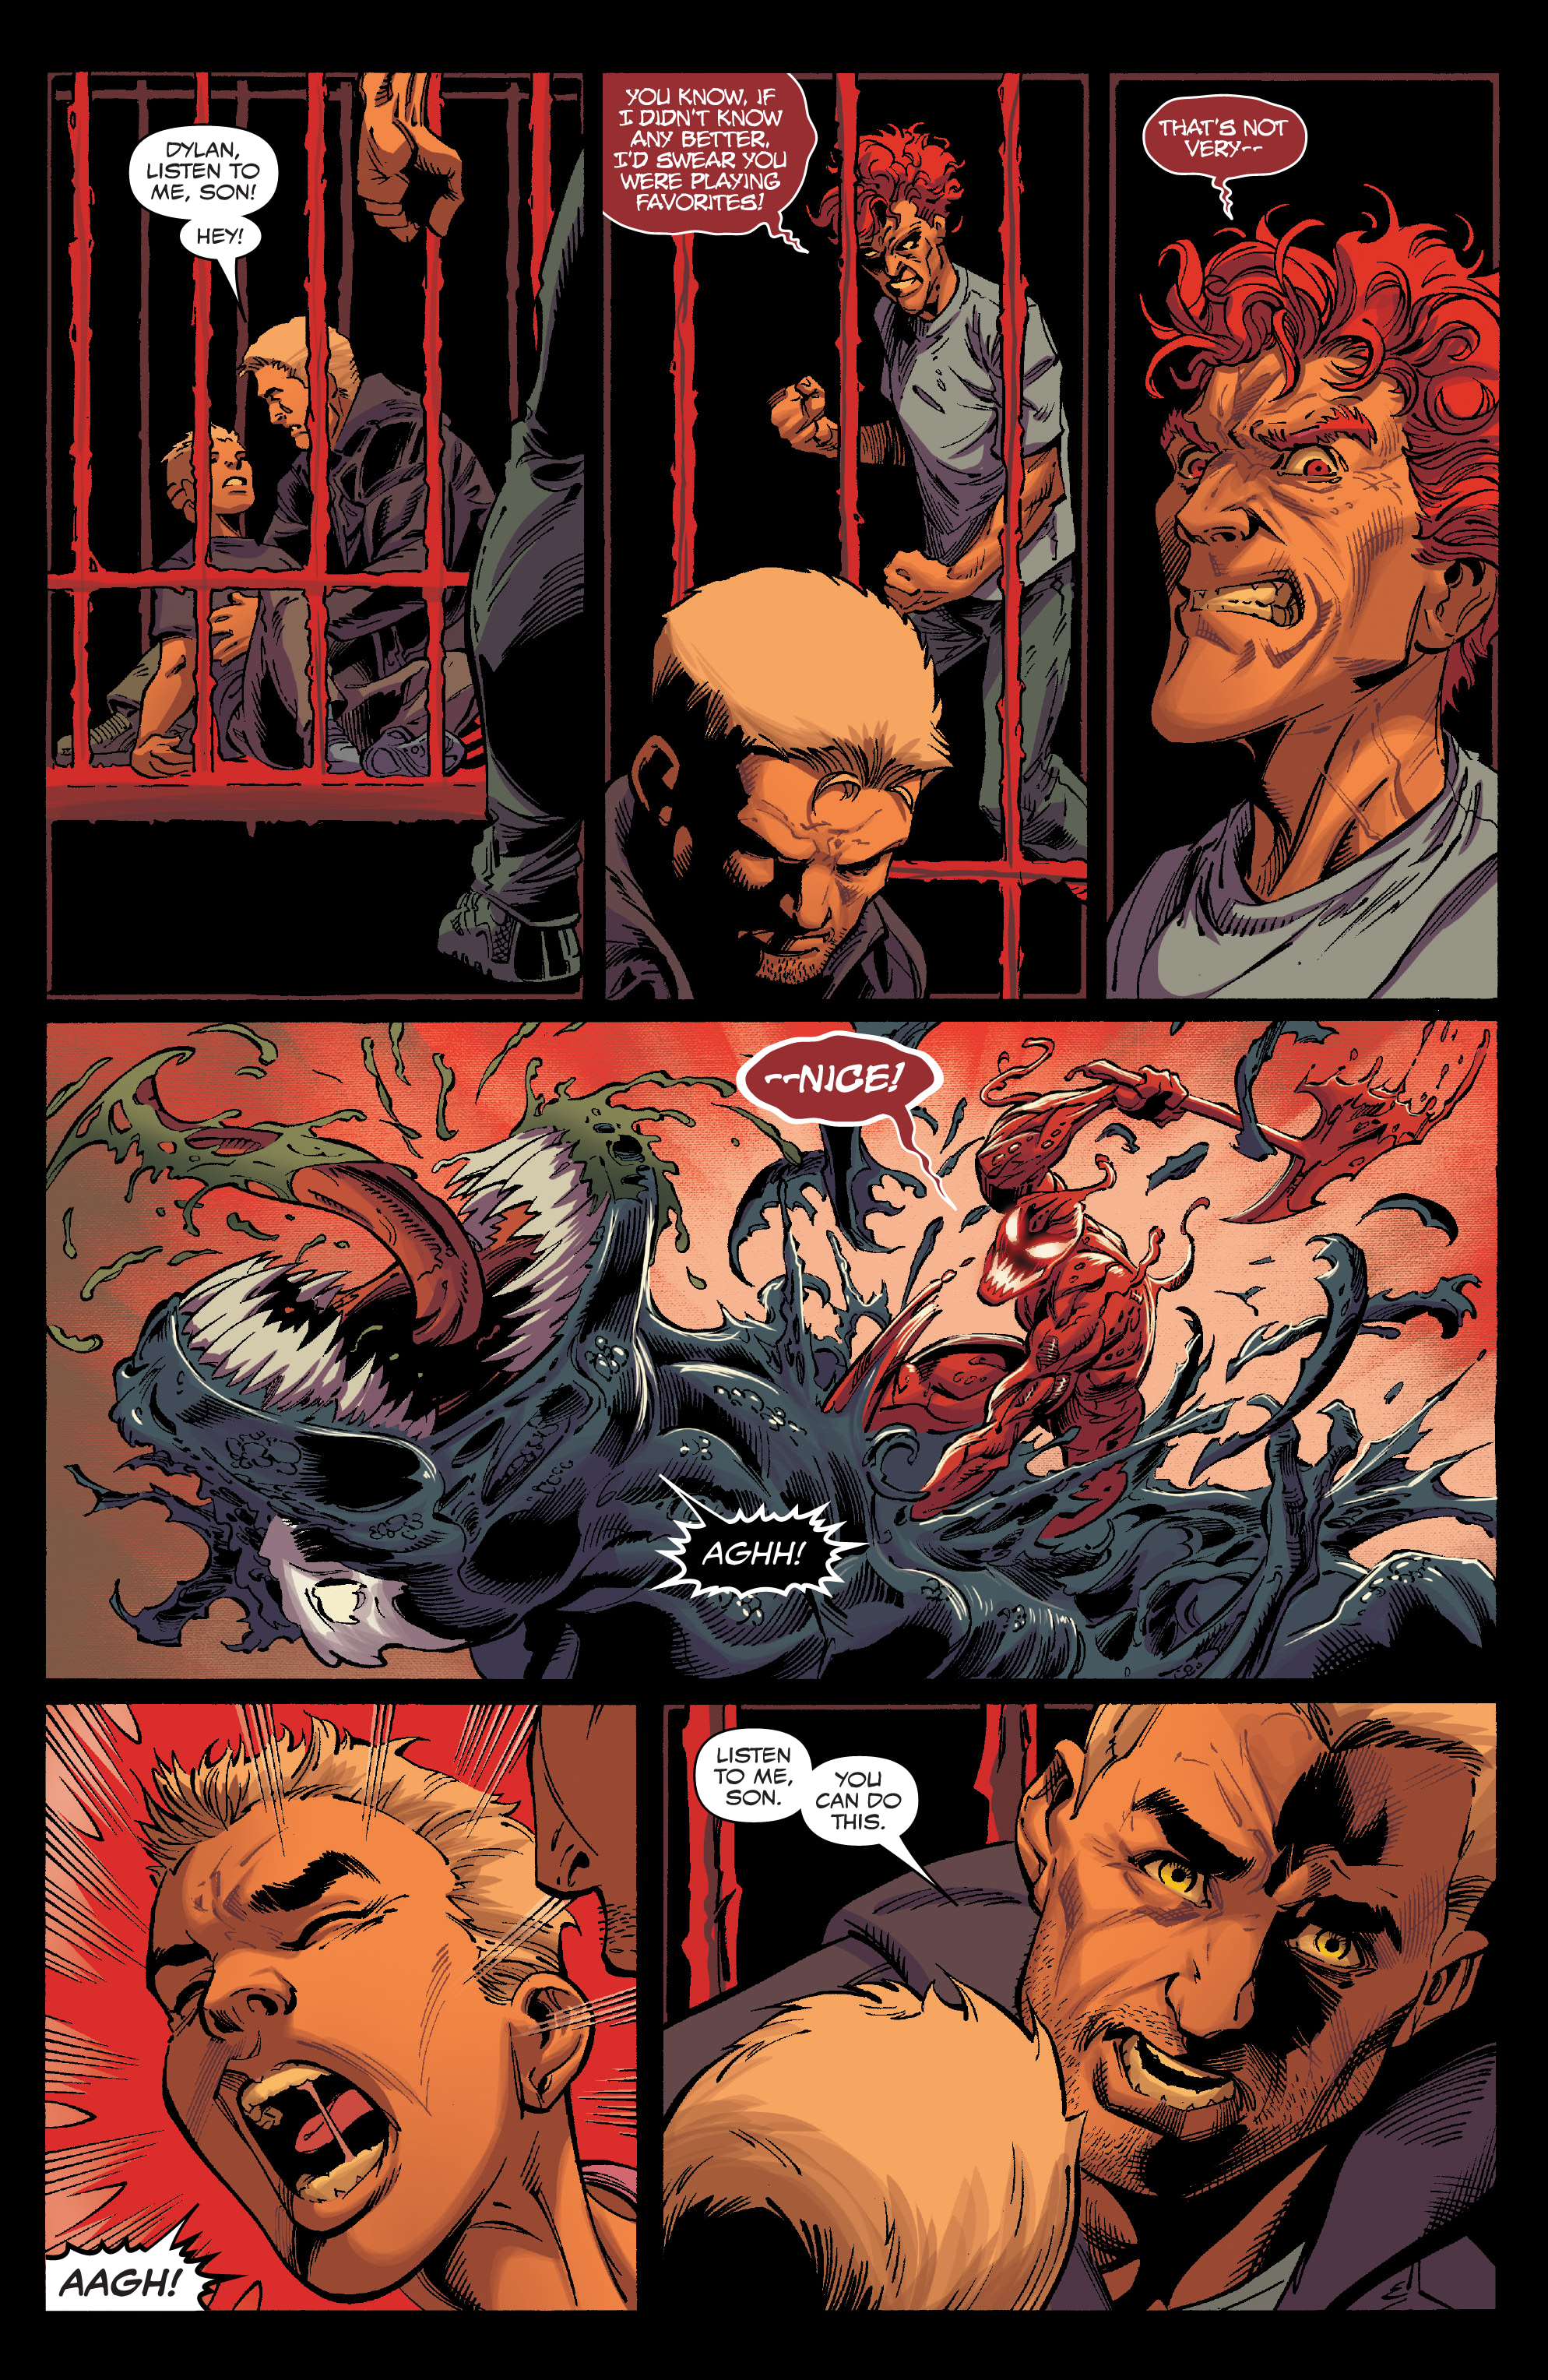 DYLAN,
LISTEN TO
ME, SON!
HEY!
YOU KNOW, IF
I DIDN'T KNOW
ANY BETTER,
I'D SWEAR YOU
WERE PLAYING
FAVORITES!
THAT'S NOT
VERY--
--NICE!
AGHH!
AAGH!
LISTEN
TO ME,
SON.
YOU
CAN DO
THIS.